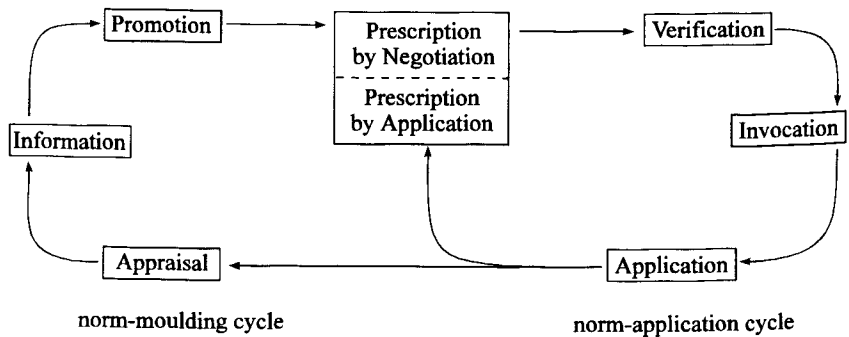 Promotion
Prescription
by Negotiation
Prescription
by Application
Verification
Information
Invocation
Appraisal
Application
norm-moulding cycle
norm-application cycle